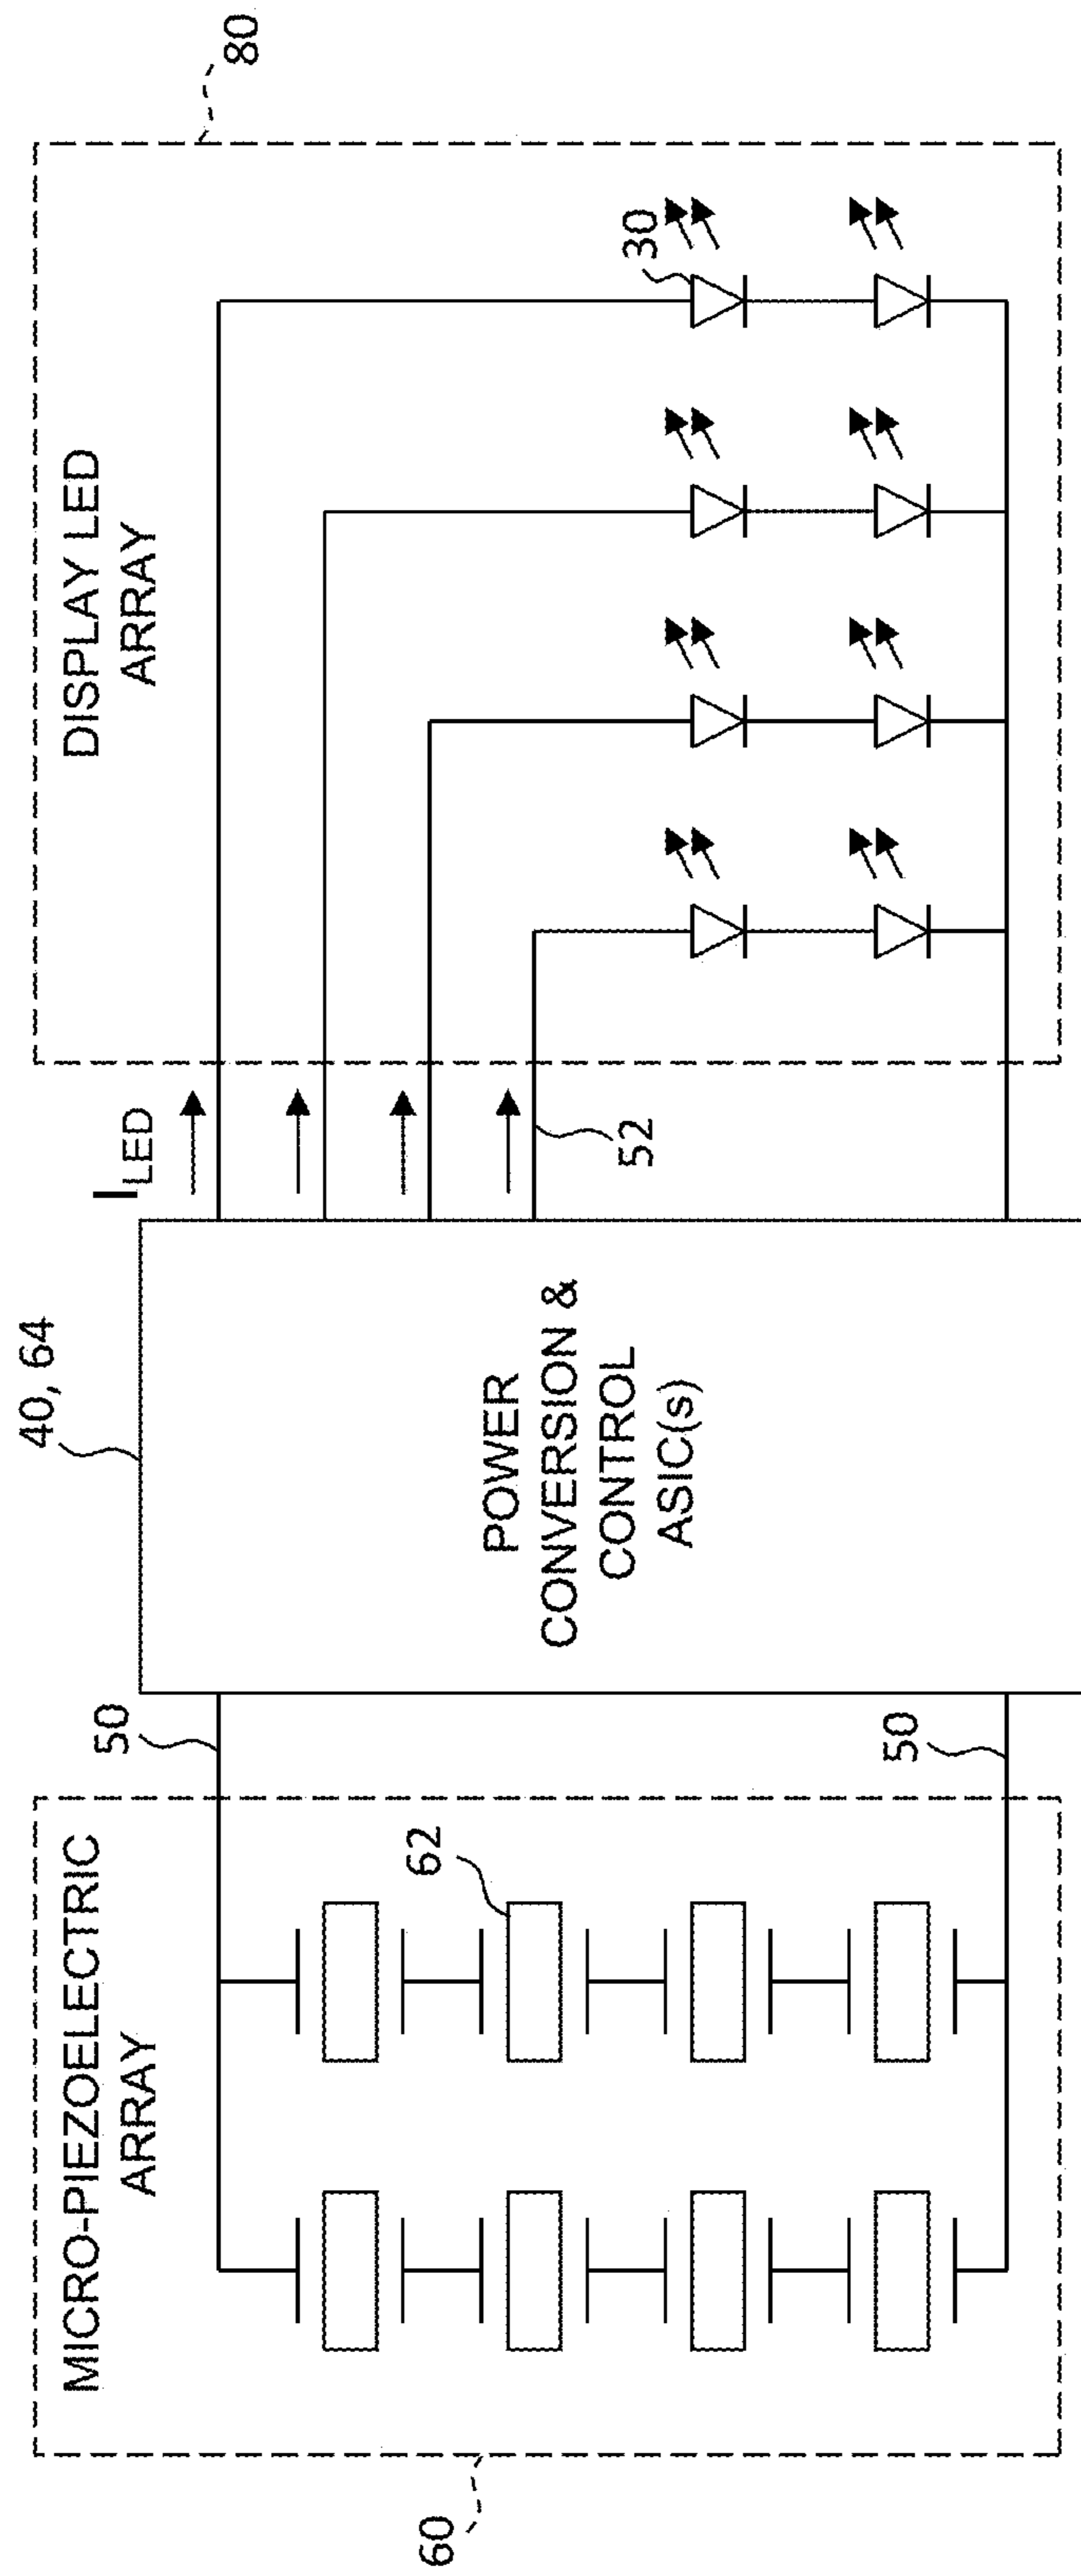 MICRO-PIEZOELECTRIC
ARRAY
60
62
50
50
40, 64
POWER
CONVERSION &
CONTROL
ASIC(s)
I_LED
52
DISPLAY LED
ARRAY
30
80